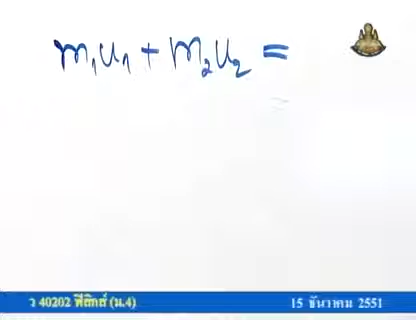 m₁u₁ + m₂u₂ =
ว 40202 ฟิสิกส์ (ม.4)
15 ธันวาคม 2551